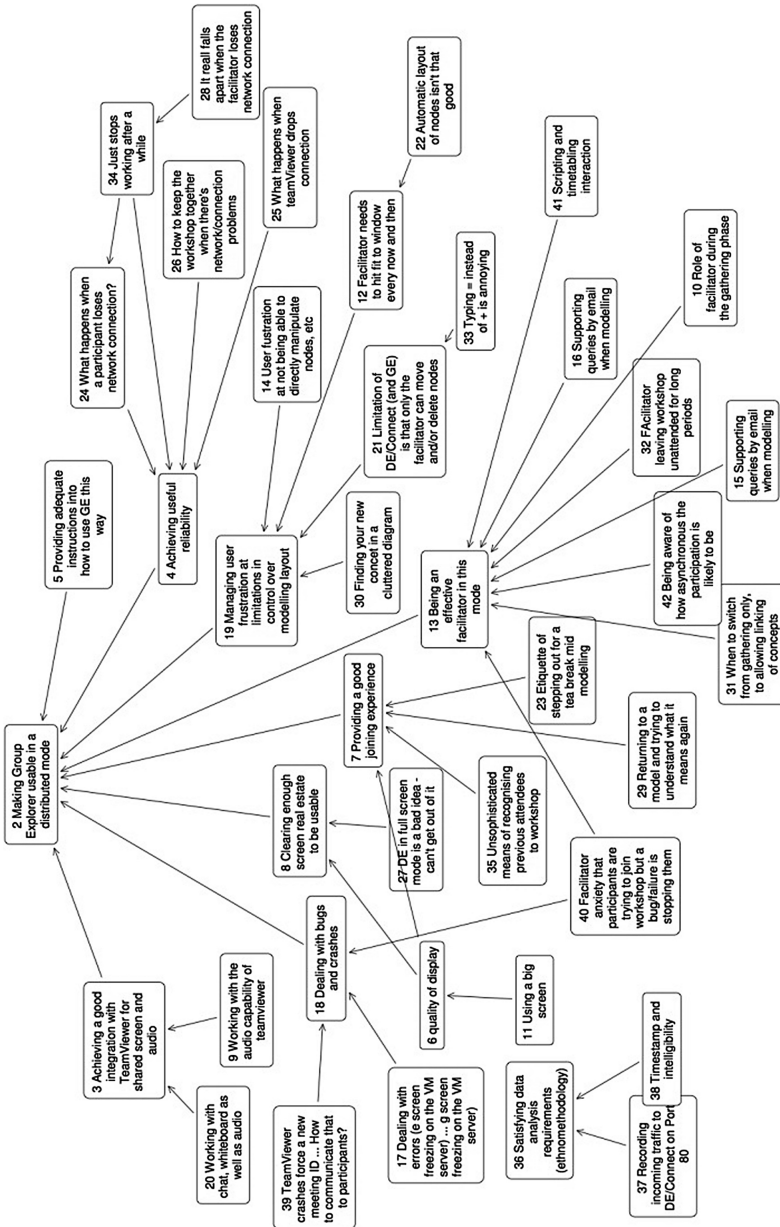 28 It reall falls
apart when the
facilitator loses
network connection
34 Just stops
working after a
while
26 How to keep the
workshop together
when there's
network/connection
problems
25 What happens when
teamViewer drops
connection
24 What happens when
a participant loses
network connection?
22 Automatic layout
of nodes isn't that
good
12 Facilitator needs
to hit fit to window
every now and then
14 User fustration
at not being able to
directly manipulate
nodes, etc
33 Typing = instead
of + is annoying
21 Limitation of
DE/Connect (and GE)
is that only the
facilitator can move
and/or delete nodes
41 Scripting and
timetabling
interaction
10 Role of
facilitator during
the gathering phase
16 Supporting
queries by email
when modelling
32 FAcilitator
leaving workshop
unattended for long
periods
15 Supporting
queries by email
when modelling
42 Being aware of
how asynchronous the
participation is
likely to be
31 When to switch
from gathering only,
to allowing linking
of concepts
5 Providing adequate
instructions into
how to use GE this
way
4 Achieving useful
reliability
19 Managing user
frustration at
limitations in
control over
modelling layout
30 Finding your new
concet in a
cluttered diagram
13 Being an
effective
facilitator in this
mode
2 Making Group
Explorer usable in a
distributed mode
7 Providing a good
joining experience
23 Etiquette of
stepping out for a
tea break mid
modelling
29 Returning to a
model and trying to
understand what it
means again
35 Unsophisticated
means of recognising
previous attendees
to workshop
8 Clearing enough
screen real estate
to be usable
27 DE in full screen
mode is a bad idea -
can't get out of it
40 Facilitator
anxiety that
participants are
trying to join
workshop but a
bug/failure is
stopping them
18 Dealing with bugs
and crashes
6 quality of display
11 Using a big
screen
3 Achieving a good
integration with
TeamViewer for
shared screen and
audio
9 Working with the
audio capability of
teamviewer
20 Working with
chat, whiteboard as
well as audio
39 TeamViewer
crashes force a new
meeting ID ... How
to communicate that
to participants?
17 Dealing with
errors (e screen
freezing on the VM
server) ... g screen
freezing on the VM
server)
36 Satisfying data
analysis
requirements
(ethnomethodology)
38 Timestamp and
intelligibility
37 Recording
incoming traffic to
DE/Connect on Port
80